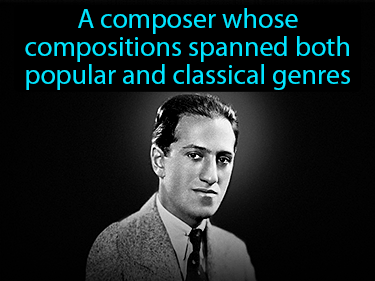 A composer whose
compositions spanned both
popular and classical genres